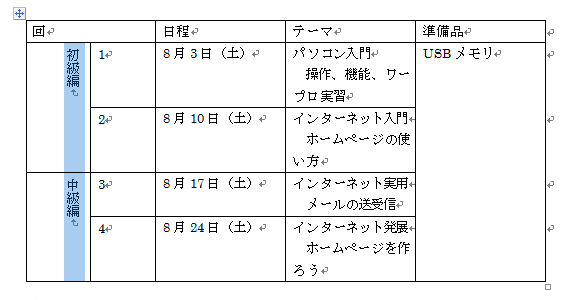 回 日程 テーマ 準備品
初級編 1 8月3日（土） パソコン入門 USBメモリ
操作、機能、ワー
プロ実習
2 8月10日（土） インターネット入門
ホームページの使
い方
中級編 3 8月17日（土） インターネット実用
メールの送受信
4 8月24日（土） インターネット発展
ホームページを作
ろう